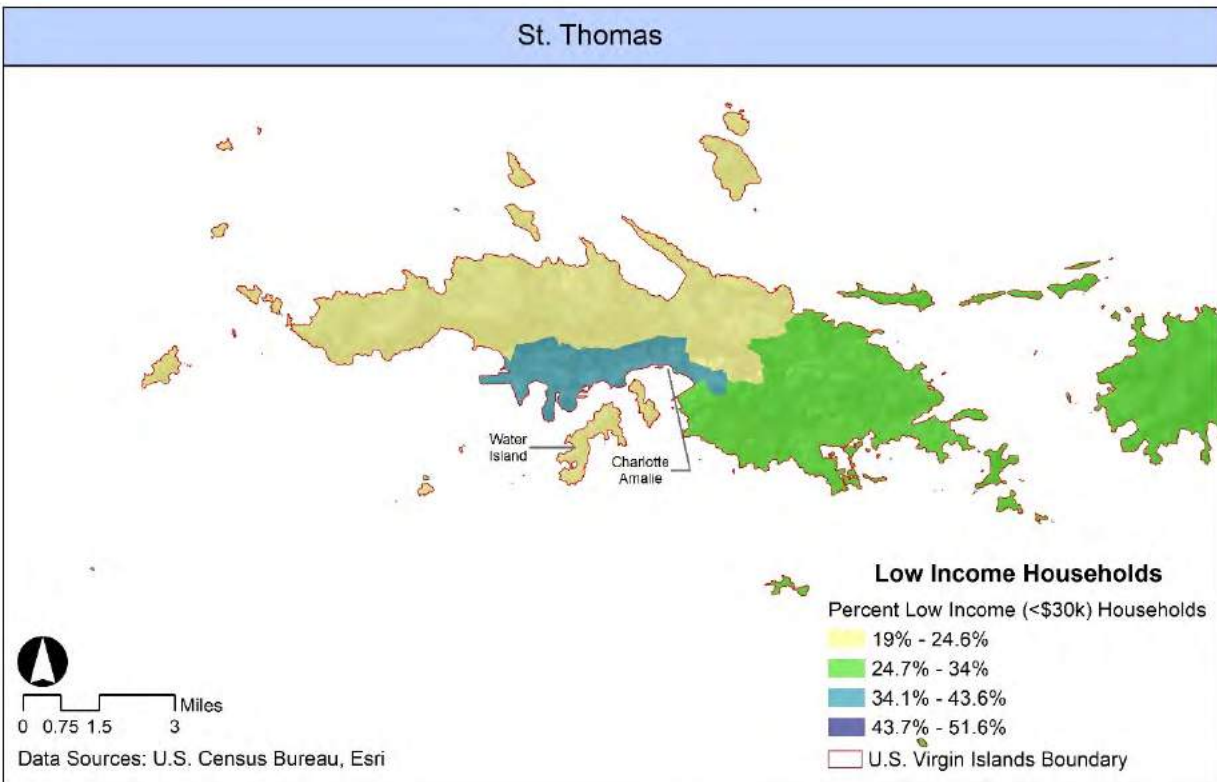 St. Thomas
Water
Island
Charlotte
Amalie
Low Income Households
Percent Low Income (<$30k) Households
19% - 24.6%
24.7% - 34%
34.1% - 43.6%
43.7% - 51.6%
U.S. Virgin Islands Boundary
Miles
0 0.75 1.5 3
Data Sources: U.S. Census Bureau, Esri